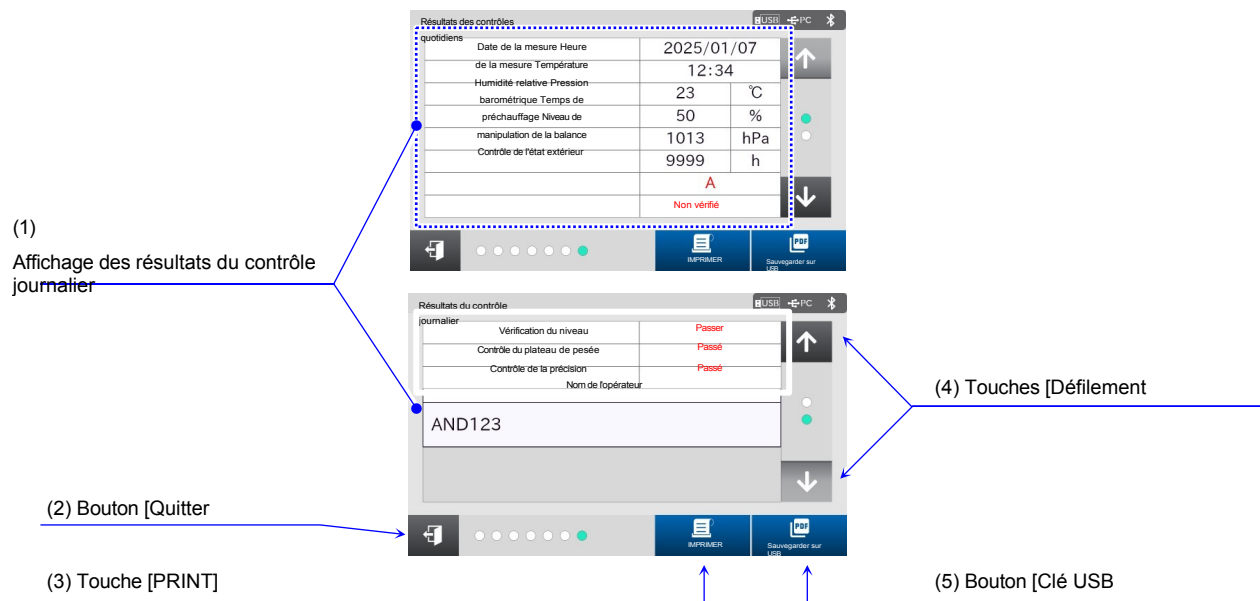 Résultats des contrôles
quotidiens
USB PC
Date de la mesure Heure
de la mesure Température
Humidité relative Pression
barométrique Temps de
préchauffage Niveau de
manipulation de la balance
Contrôle de l'état extérieur
2025/01/07
12:34
23 ℃
50 %
1013 hPa
9999 h
A
Non vérifié
IMPRIMER
PDF
Sauvegarder sur
USB
(1)
Affichage des résultats du contrôle
journalier
Résultats du contrôle
journalier
USB PC
Vérification du niveau Passer
Contrôle du plateau de pesée Passé
Contrôle de la précision Passé
Nom de l'opérateur
AND123
IMPRIMER
PDF
Sauvegarder sur
USB
(4) Touches [Défilement
(2) Bouton [Quitter
(3) Touche [PRINT]
(5) Bouton [Clé USB